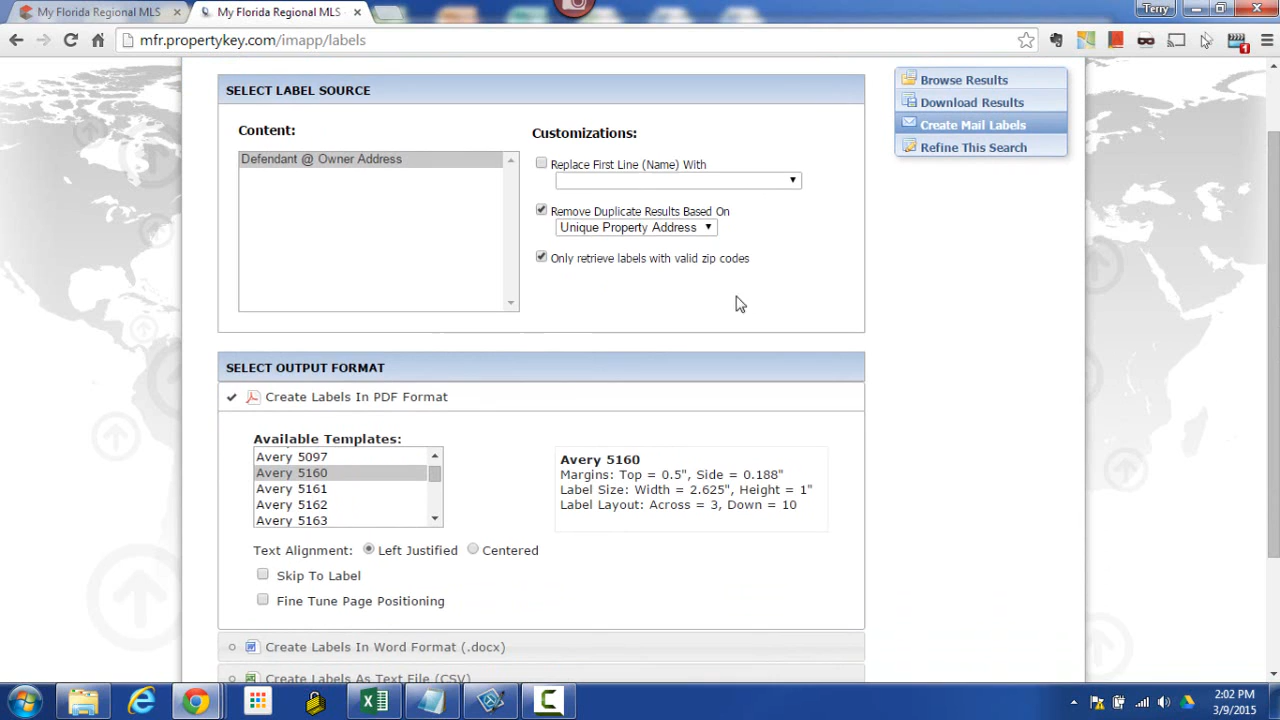 My Florida Regional MLS
My Florida Regional MLS -
Terry
mfr.propertykey.com/imapp/labels
1
SELECT LABEL SOURCE
Content:
Defendant @ Owner Address
Customizations:
Replace First Line (Name) With
Remove Duplicate Results Based On
Unique Property Address
Only retrieve labels with valid zip codes
Browse Results
Download Results
Create Mail Labels
Refine This Search
SELECT OUTPUT FORMAT
Create Labels In PDF Format
Available Templates:
Avery 5097
Avery 5160
Avery 5161
Avery 5162
Avery 5163
Avery 5160
Margins: Top = 0.5", Side = 0.188"
Label Size: Width = 2.625", Height = 1"
Label Layout: Across = 3, Down = 10
Text Alignment:
Left Justified
Centered
Skip To Label
Fine Tune Page Positioning
Create Labels In Word Format (.docx)
Create Labels As Text File (CSV)
2:02 PM
3/9/2015